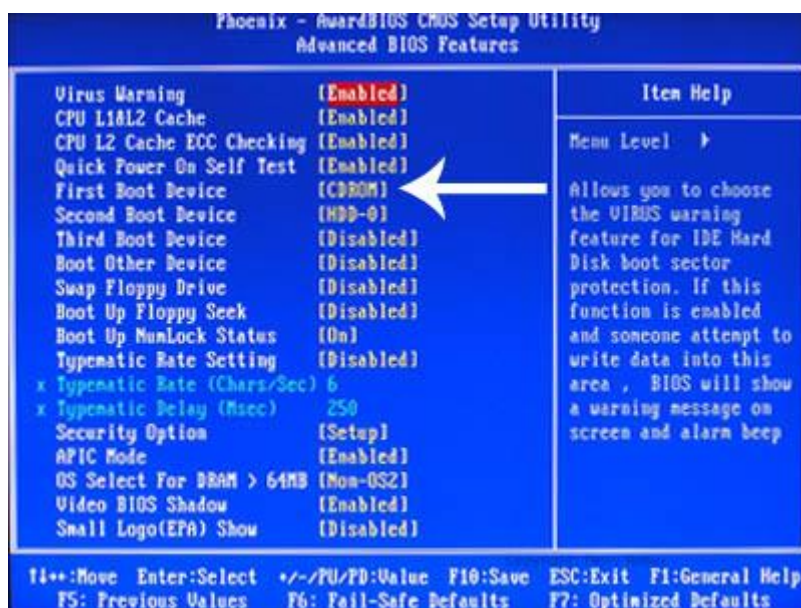 Phoenix - AwardBIOS CMOS Setup Utility
Advanced BIOS Features
Virus Warning [Enabled]
CPU L1&L2 Cache [Enabled]
CPU L2 Cache ECC Checking [Enabled]
Quick Power On Self Test [Enabled]
First Boot Device [CDROM]
Second Boot Device [HDD-0]
Third Boot Device [Disabled]
Boot Other Device [Disabled]
Swap Floppy Drive [Disabled]
Boot Up Floppy Seek [Disabled]
Boot Up NumLock Status [On]
Typematic Rate Setting [Disabled]
x Typematic Rate (Chars/Sec) 6
x Typematic Delay (Msec) 250
Security Option [Setup]
APIC Mode [Enabled]
OS Select For DRAM > 64MB [Non-OS2]
Video BIOS Shadow [Enabled]
Small Logo(EPA) Show [Disabled]
Item Help
Menu Level
Allows you to choose
the VIRUS warning
feature for IDE Hard
Disk boot sector
protection. If this
function is enabled
and someone attempt to
write data into this
area , BIOS will show
a warning message on
screen and alarm beep
↑↓→←:Move Enter:Select +/-/PU/PD:Value F10:Save ESC:Exit F1:General Help
F5: Previous Values F6: Fail-Safe Defaults F7: Optimized Defaults